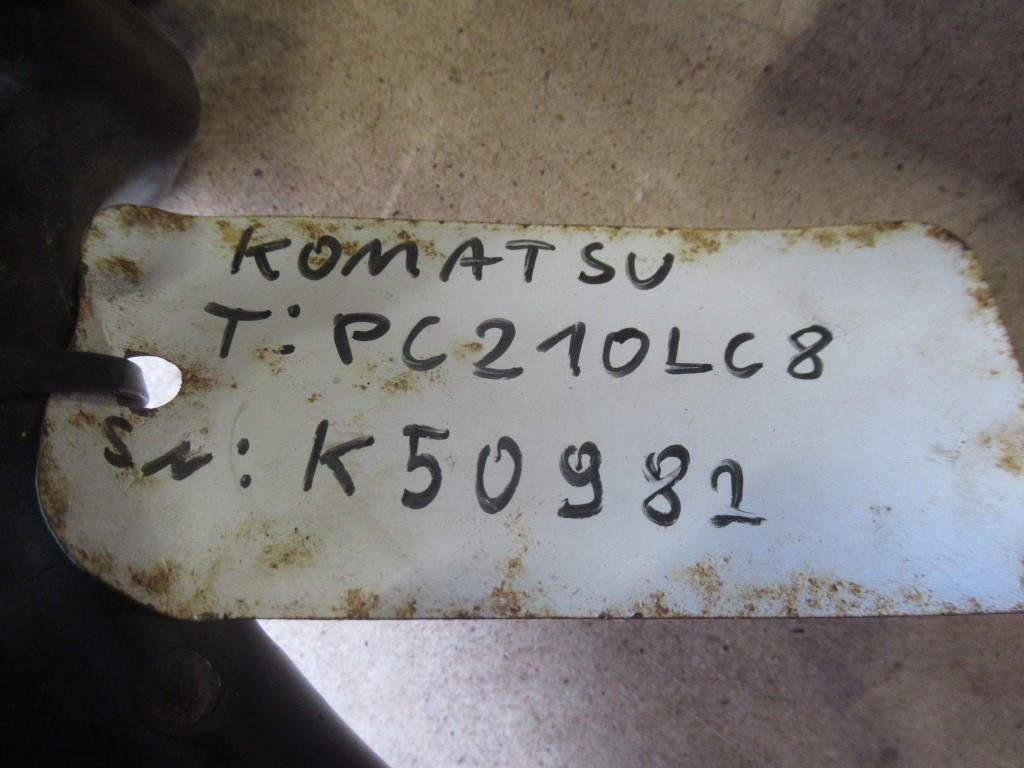 KOMATSU
T: PC210LC8
SN: K50982